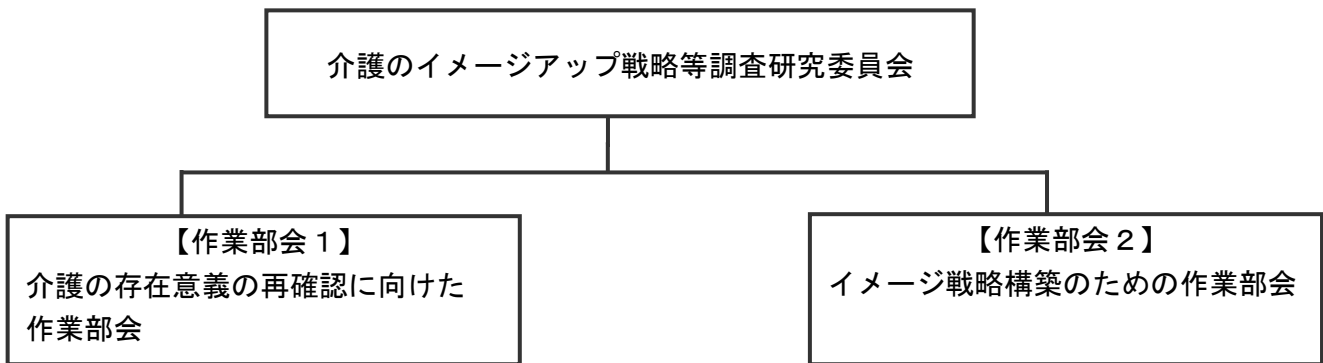 介護のイメージアップ戦略等調査研究委員会
【作業部会１】
介護の存在意義の再確認に向けた
作業部会
【作業部会２】
イメージ戦略構築のための作業部会